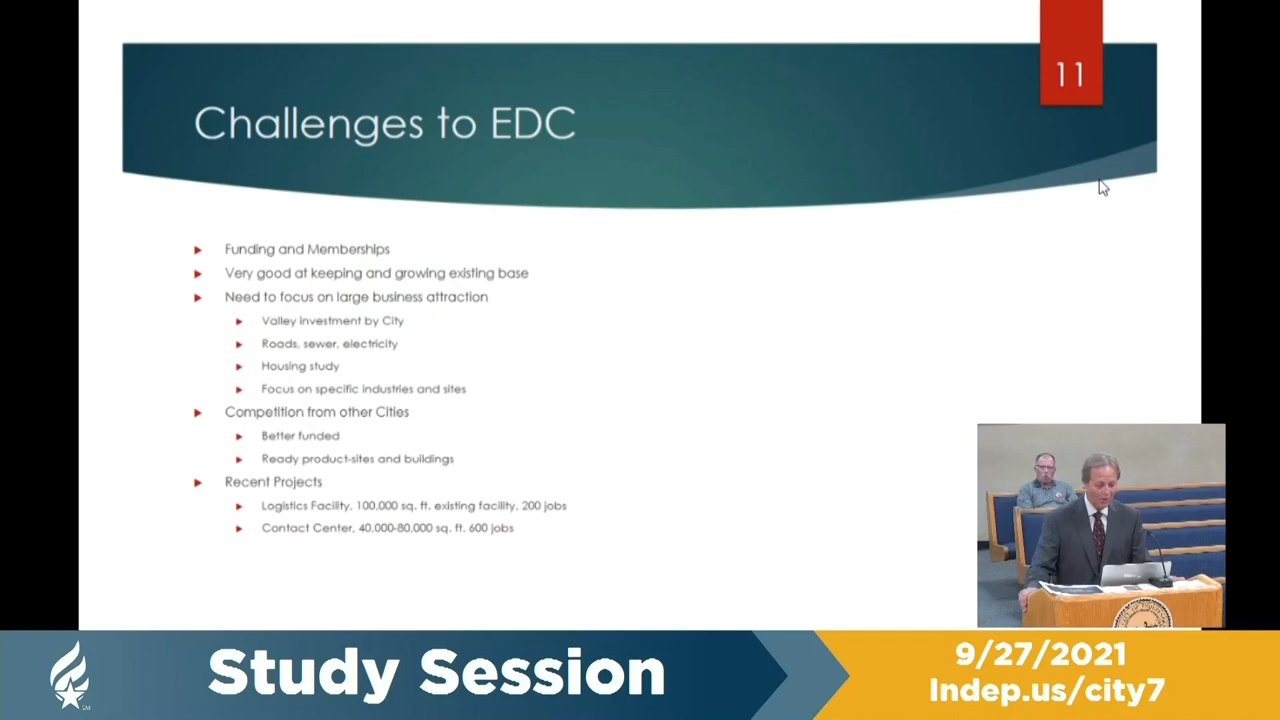 11
Challenges to EDC
Funding and Memberships
Very good at keeping and growing existing base
Need to focus on large business attraction
Valley investment by City
Roads, sewer, electricity
Housing study
Focus on specific industries and sites
Competition from other Cities
Better funded
Ready product-sites and buildings
Recent Projects
Logistics Facility, 100,000 sq. ft. existing facility, 200 jobs
Contact Center, 40,000-80,000 sq. ft. 600 jobs
Study Session
9/27/2021
Indep.us/city7